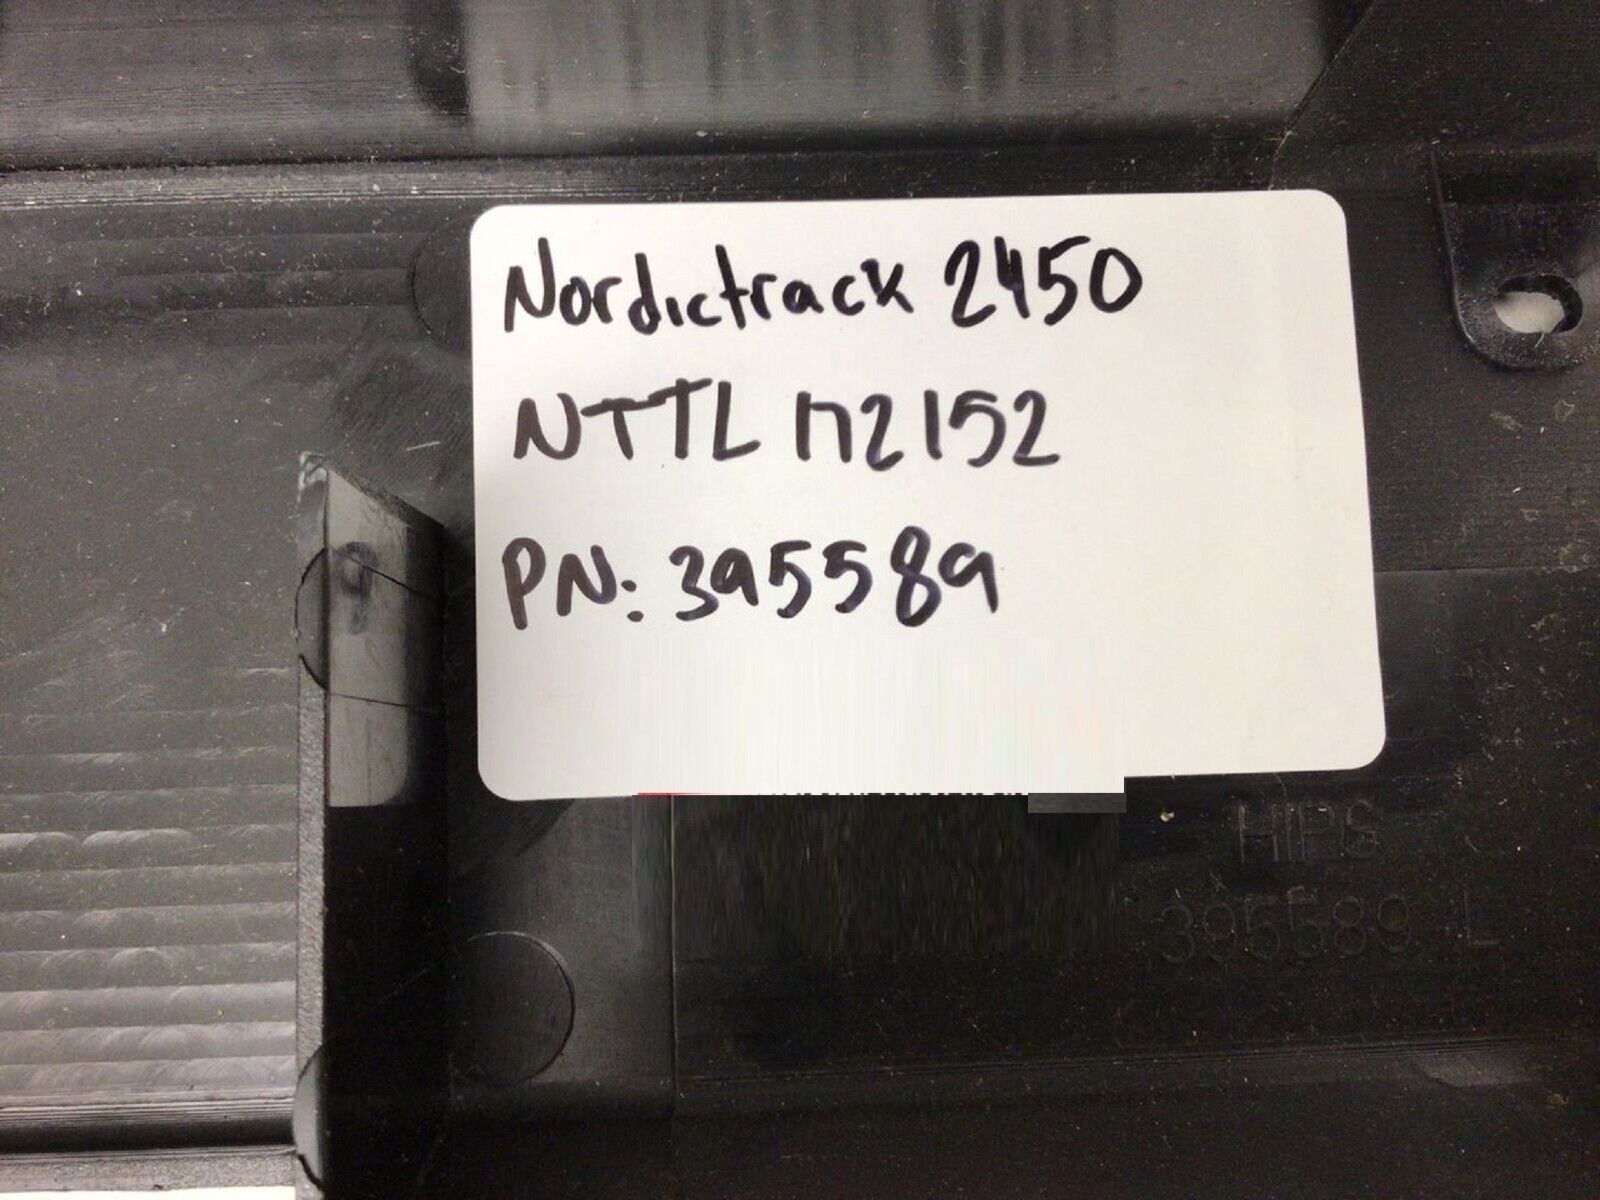 Nordictrack 2450
NTTL 172152
PN: 395589
HIPS
395589 L